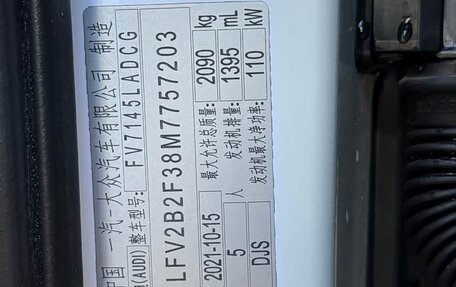 中国 一汽-大众汽车有限公司 制造
(AUDI) 整车型号: FV7145LADCG
LFV2B2F38M7757203
2021-10-15 最大允许总质量: 2090 kg
5 人 发动机排量: 1395 mL
DJS 发动机最大净功率: 110 kW